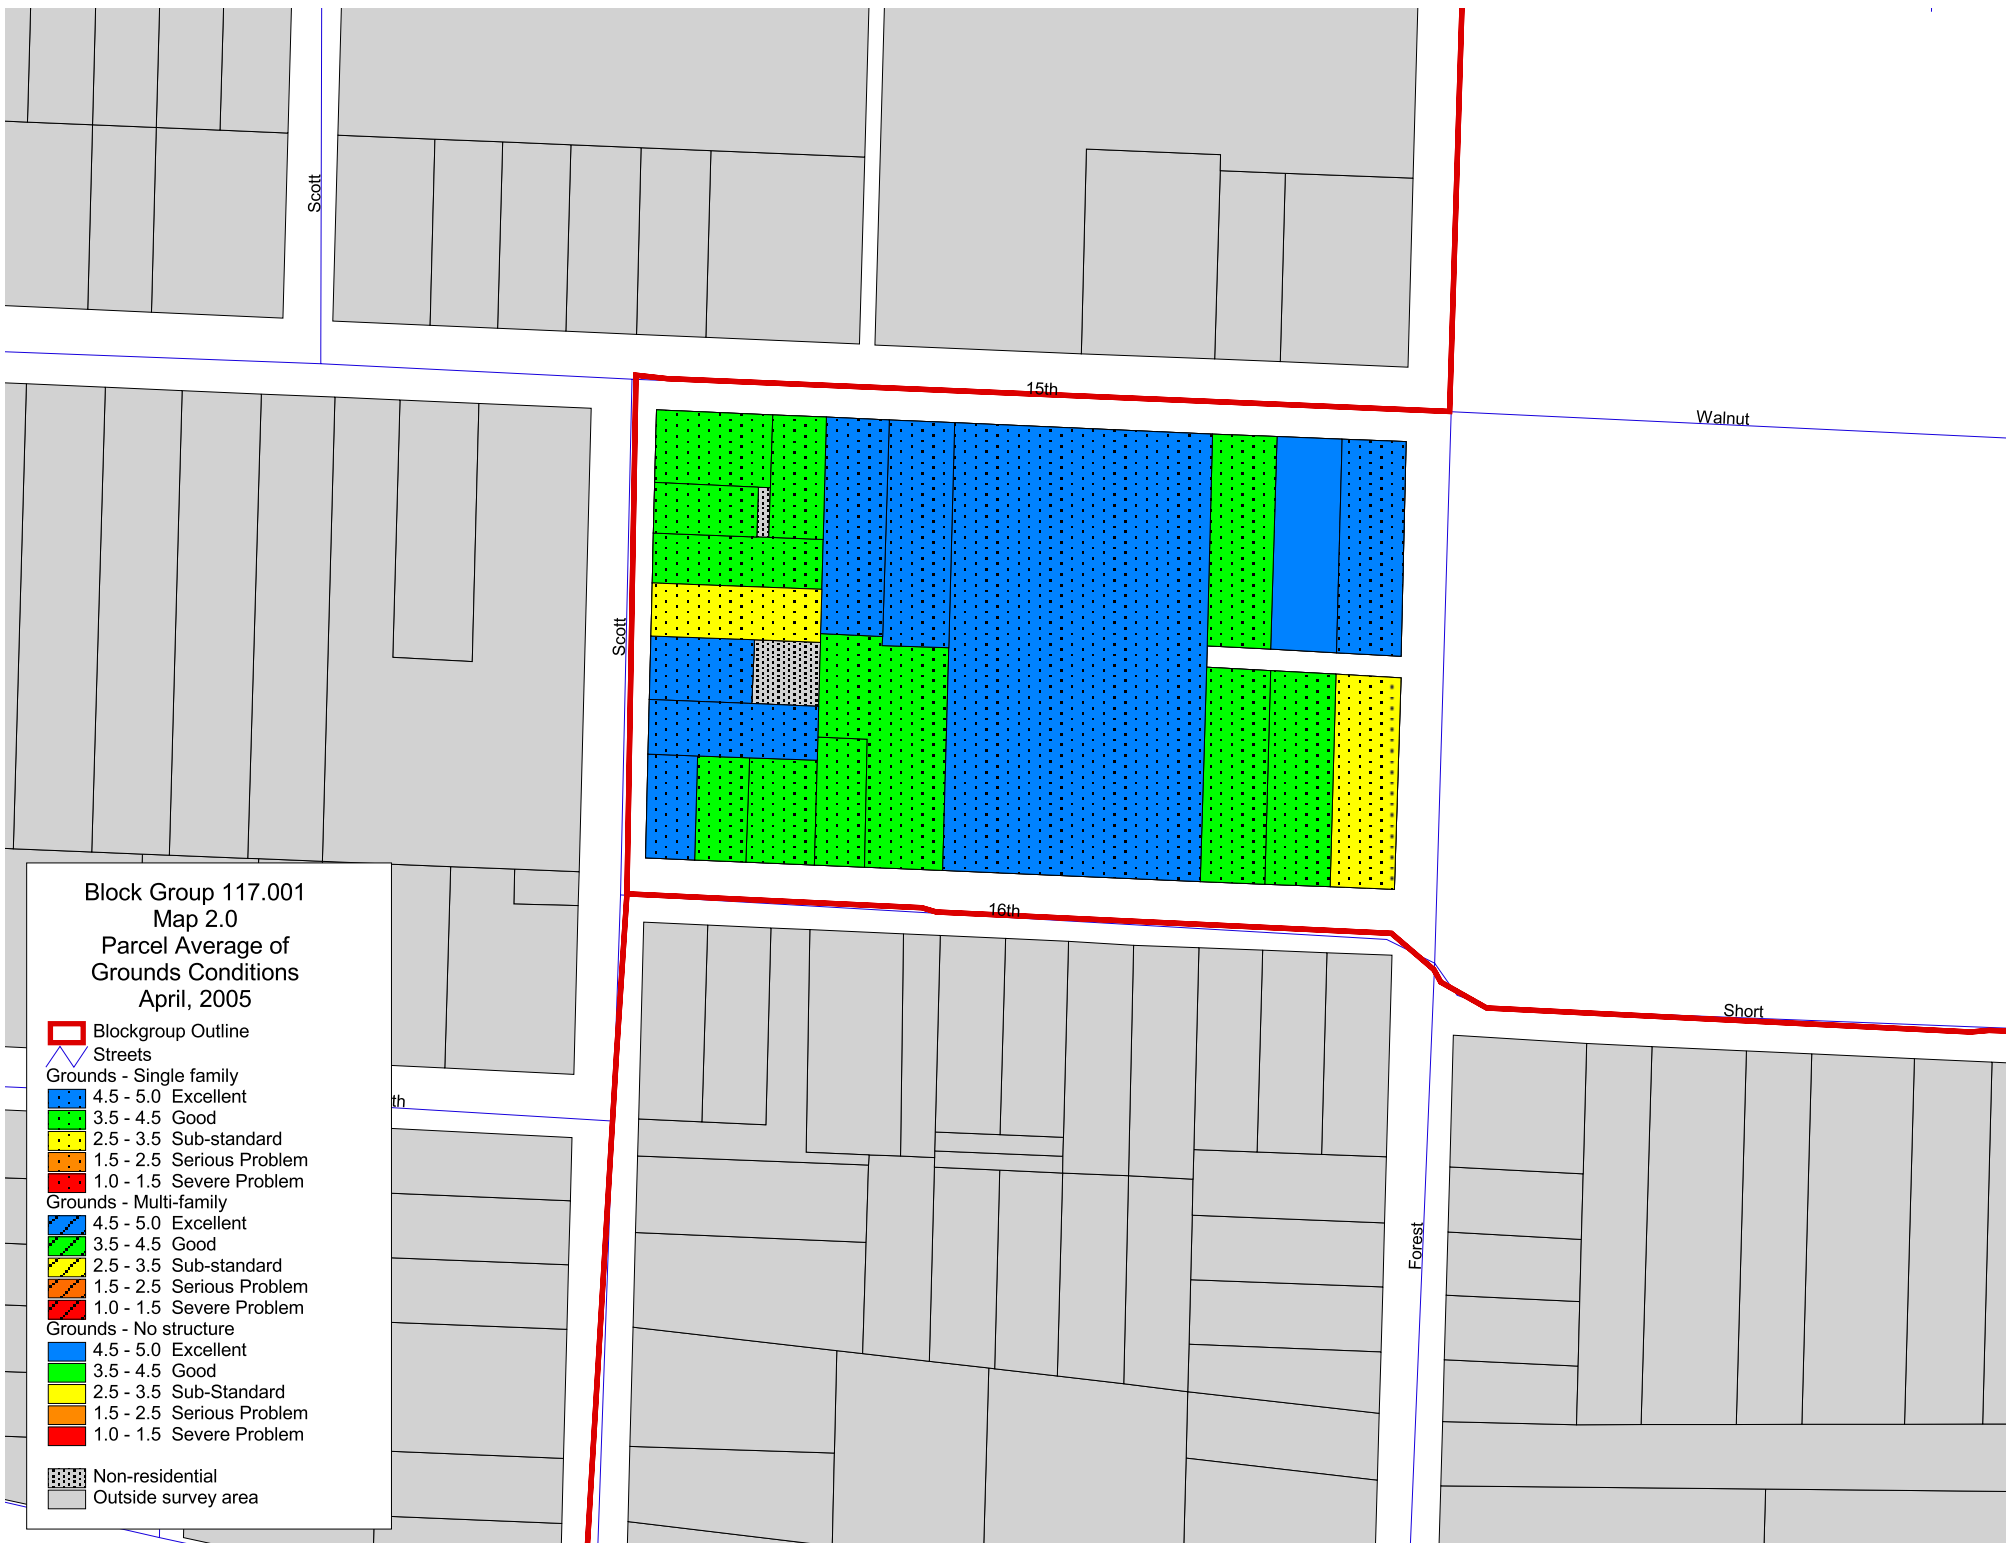 Scott
15th
Walnut
Scott
16th
Short
th
Forest
Block Group 117.001
Map 2.0
Parcel Average of
Grounds Conditions
April, 2005
Blockgroup Outline
Streets
Grounds - Single family
4.5 - 5.0 Excellent
3.5 - 4.5 Good
2.5 - 3.5 Sub-standard
1.5 - 2.5 Serious Problem
1.0 - 1.5 Severe Problem
Grounds - Multi-family
4.5 - 5.0 Excellent
3.5 - 4.5 Good
2.5 - 3.5 Sub-standard
1.5 - 2.5 Serious Problem
1.0 - 1.5 Severe Problem
Grounds - No structure
4.5 - 5.0 Excellent
3.5 - 4.5 Good
2.5 - 3.5 Sub-Standard
1.5 - 2.5 Serious Problem
1.0 - 1.5 Severe Problem
Non-residential
Outside survey area